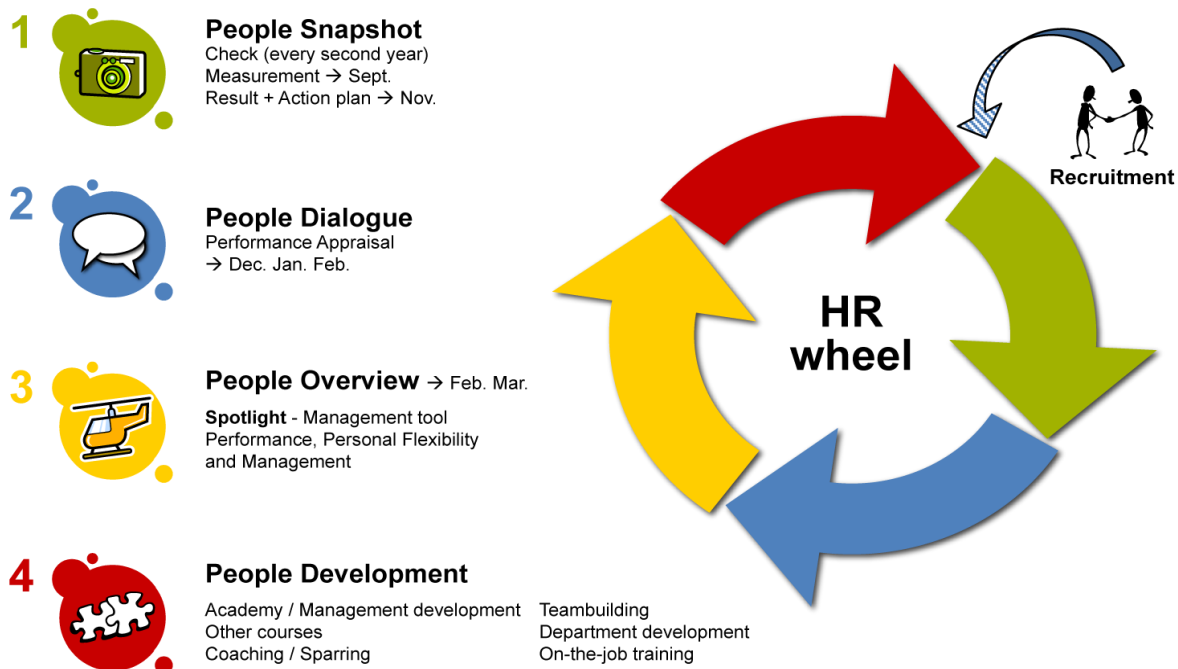 1
People Snapshot
Check (every second year)
Measurement → Sept.
Result + Action plan → Nov.
2
People Dialogue
Performance Appraisal
→ Dec. Jan. Feb.
3
People Overview → Feb. Mar.
Spotlight - Management tool
Performance, Personal Flexibility
and Management
4
People Development
Academy / Management development
Other courses
Coaching / Sparring
Teambuilding
Department development
On-the-job training
Recruitment
HR
wheel